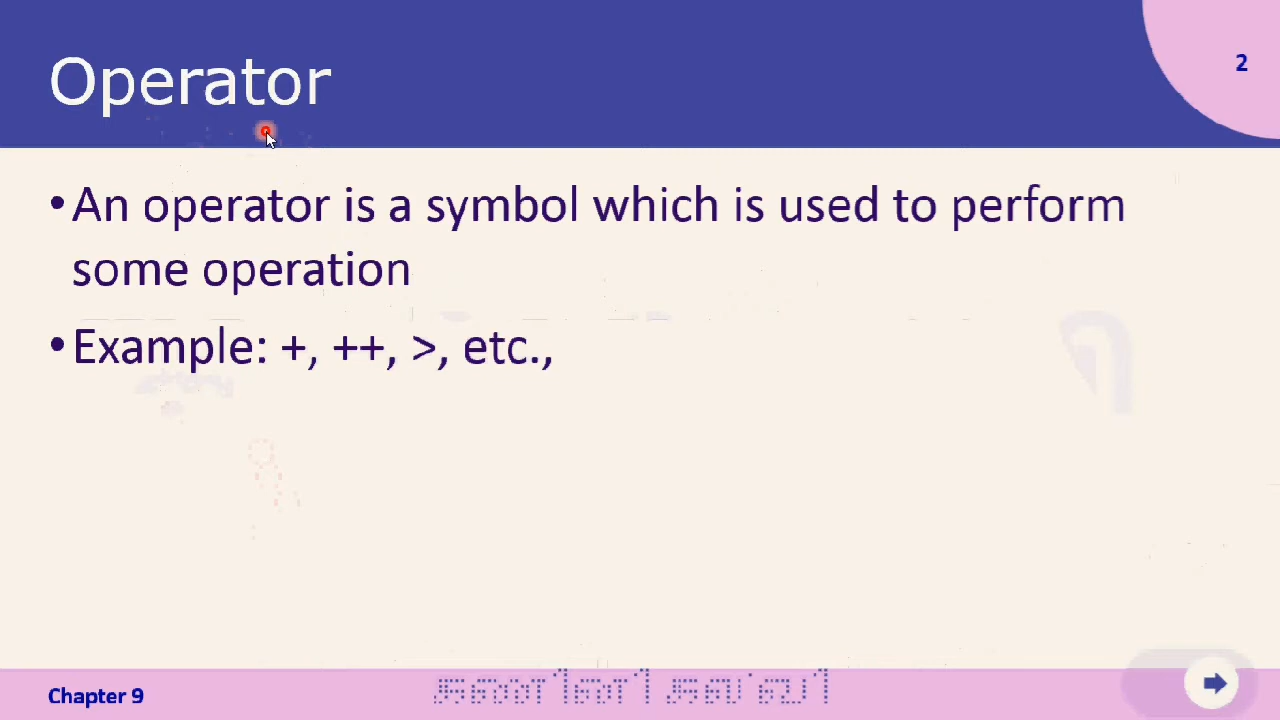 Operator
2
•An operator is a symbol which is used to perform
some operation
•Example: +, ++, >, etc.,
Chapter 9